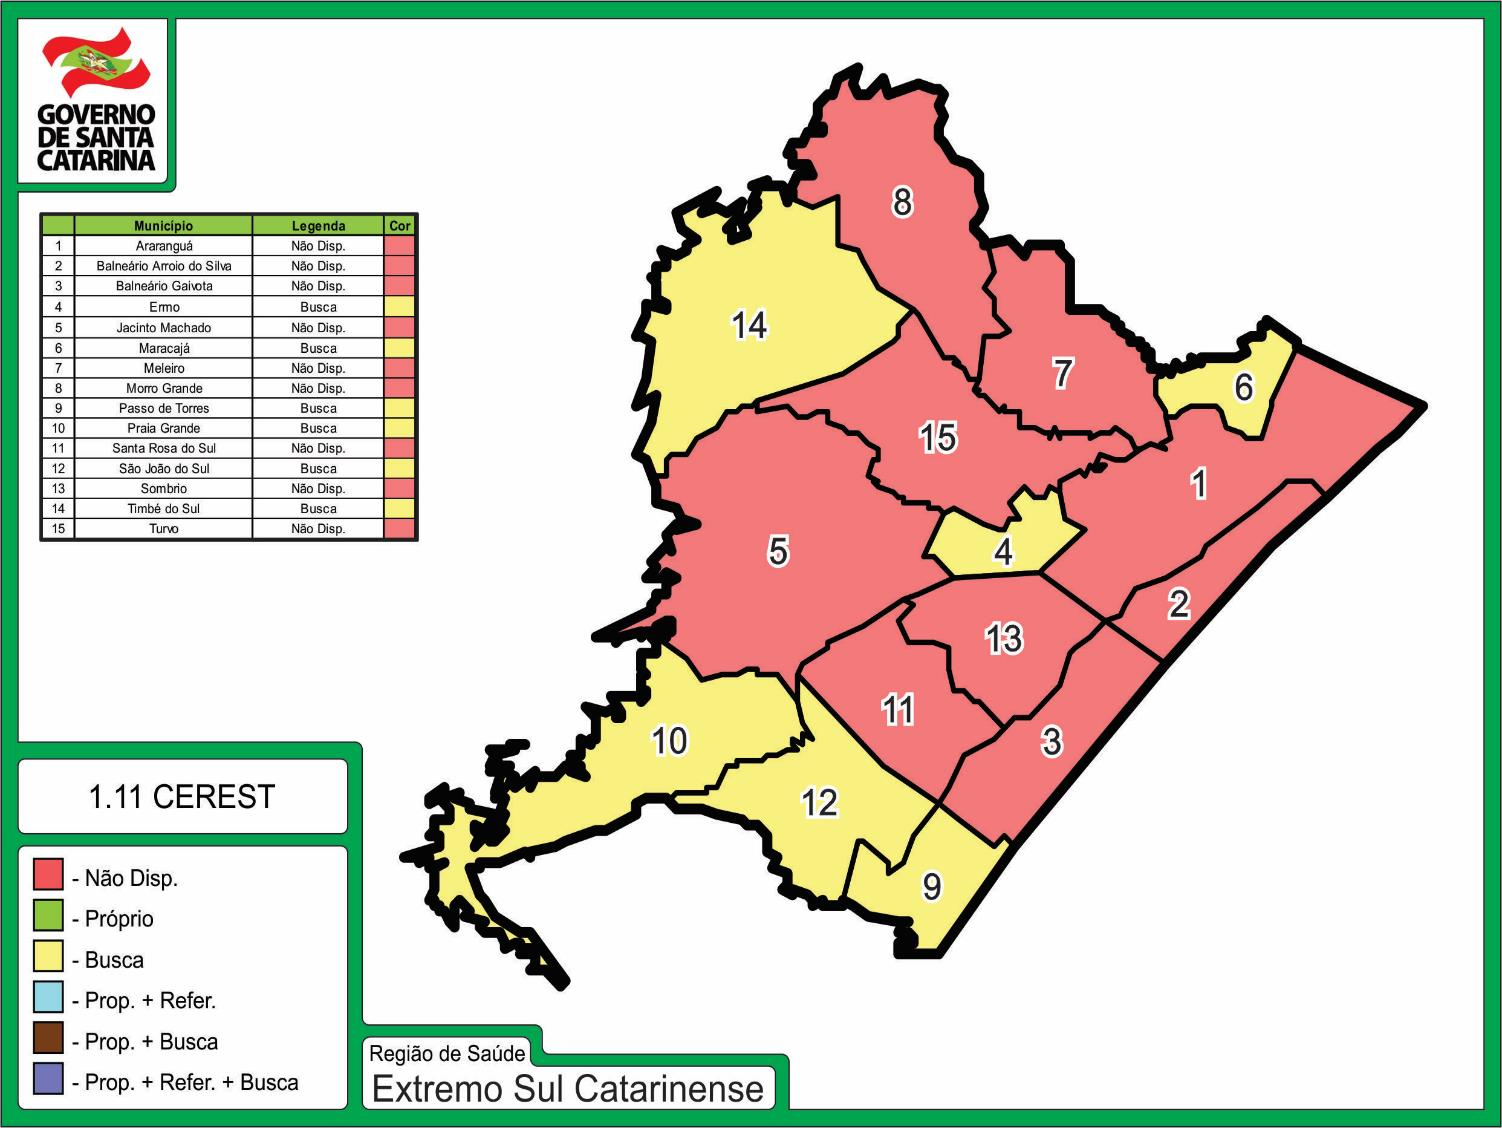 GOVERNO
DE SANTA
CATARINA
Município Legenda Cor
1 Araranguá Não Disp.
2 Balneário Arroio do Silva Não Disp.
3 Balneário Gaivota Não Disp.
4 Ermo Busca
5 Jacinto Machado Não Disp.
6 Maracajá Busca
7 Meleiro Não Disp.
8 Morro Grande Não Disp.
9 Passo de Torres Busca
10 Praia Grande Busca
11 Santa Rosa do Sul Não Disp.
12 São João do Sul Busca
13 Sombrio Não Disp.
14 Timbé do Sul Busca
15 Turvo Não Disp.
8
14
7
6
15
1
5
4
2
13
11
10
3
12
9
1.11 CEREST
- Não Disp.
- Próprio
- Busca
- Prop. + Refer.
- Prop. + Busca
- Prop. + Refer. + Busca
Região de Saúde
Extremo Sul Catarinense